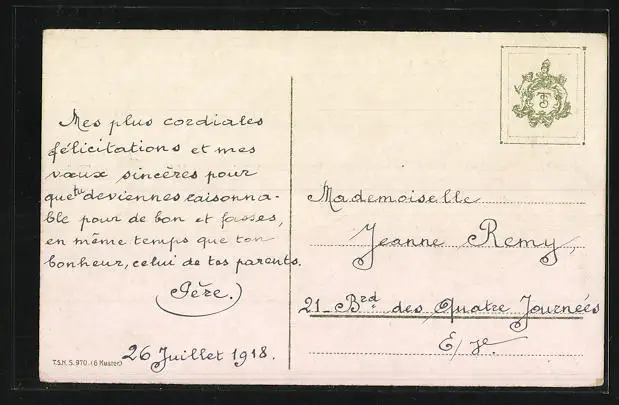 Mes plus cordiales
félicitations et mes
vœux sincères pour
que tu deviennes raisonna-
ble pour de bon et fasses,
en même temps que ton
bonheur, celui de tes parents.
Père.)
26 Juillet 1918.
T.S.N. S. 970. (6 Muster)
Mademoiselle
Jeanne Remy,
21 - Brd des Quatre Journées
E/V.